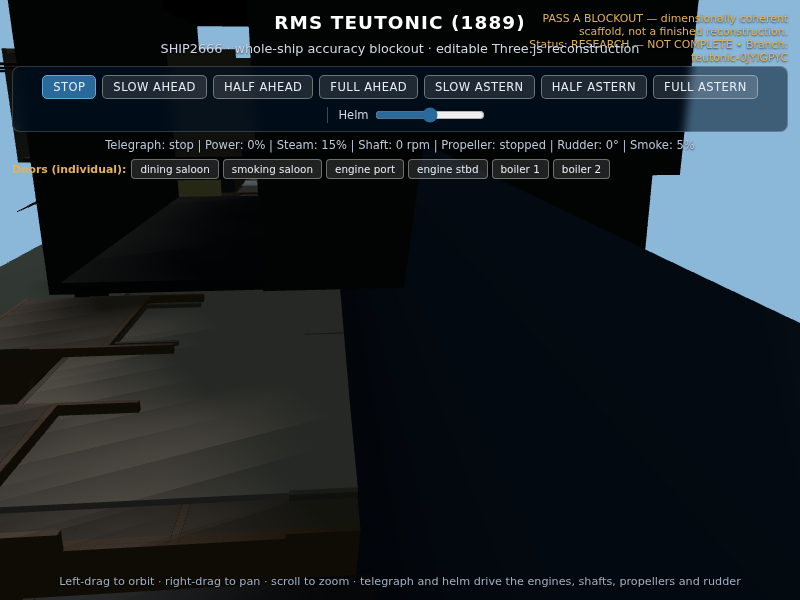 RMS TEUTONIC (1889)
PASS A BLOCKOUT — dimensionally coherent
scaffold, not a finished reconstruction.
Status: RESEARCH — NOT COMPLETE • Branch:
teutonic-0JYIGPYC
SHIP2666 · whole-ship accuracy blockout · editable Three.js reconstruction
STOP SLOW AHEAD HALF AHEAD FULL AHEAD SLOW ASTERN HALF ASTERN FULL ASTERN
Helm
Telegraph: stop | Power: 0% | Steam: 15% | Shaft: 0 rpm | Propeller: stopped | Rudder: 0° | Smoke: 5%
Doors (individual): dining saloon smoking saloon engine port engine stbd boiler 1 boiler 2
Left-drag to orbit · right-drag to pan · scroll to zoom · telegraph and helm drive the engines, shafts, propellers and rudder